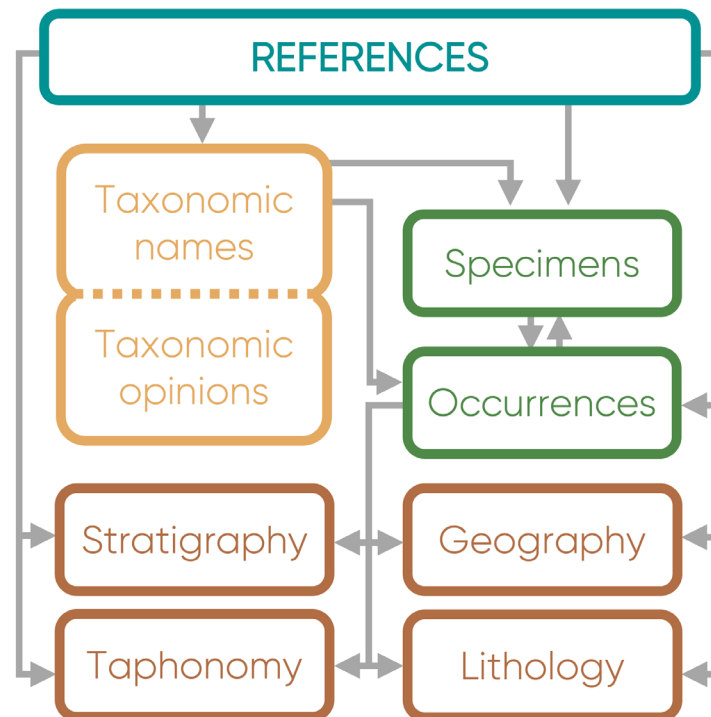 REFERENCES
Taxonomic
names
Specimens
Taxonomic
opinions
Occurrences
Stratigraphy
Geography
Taphonomy
Lithology